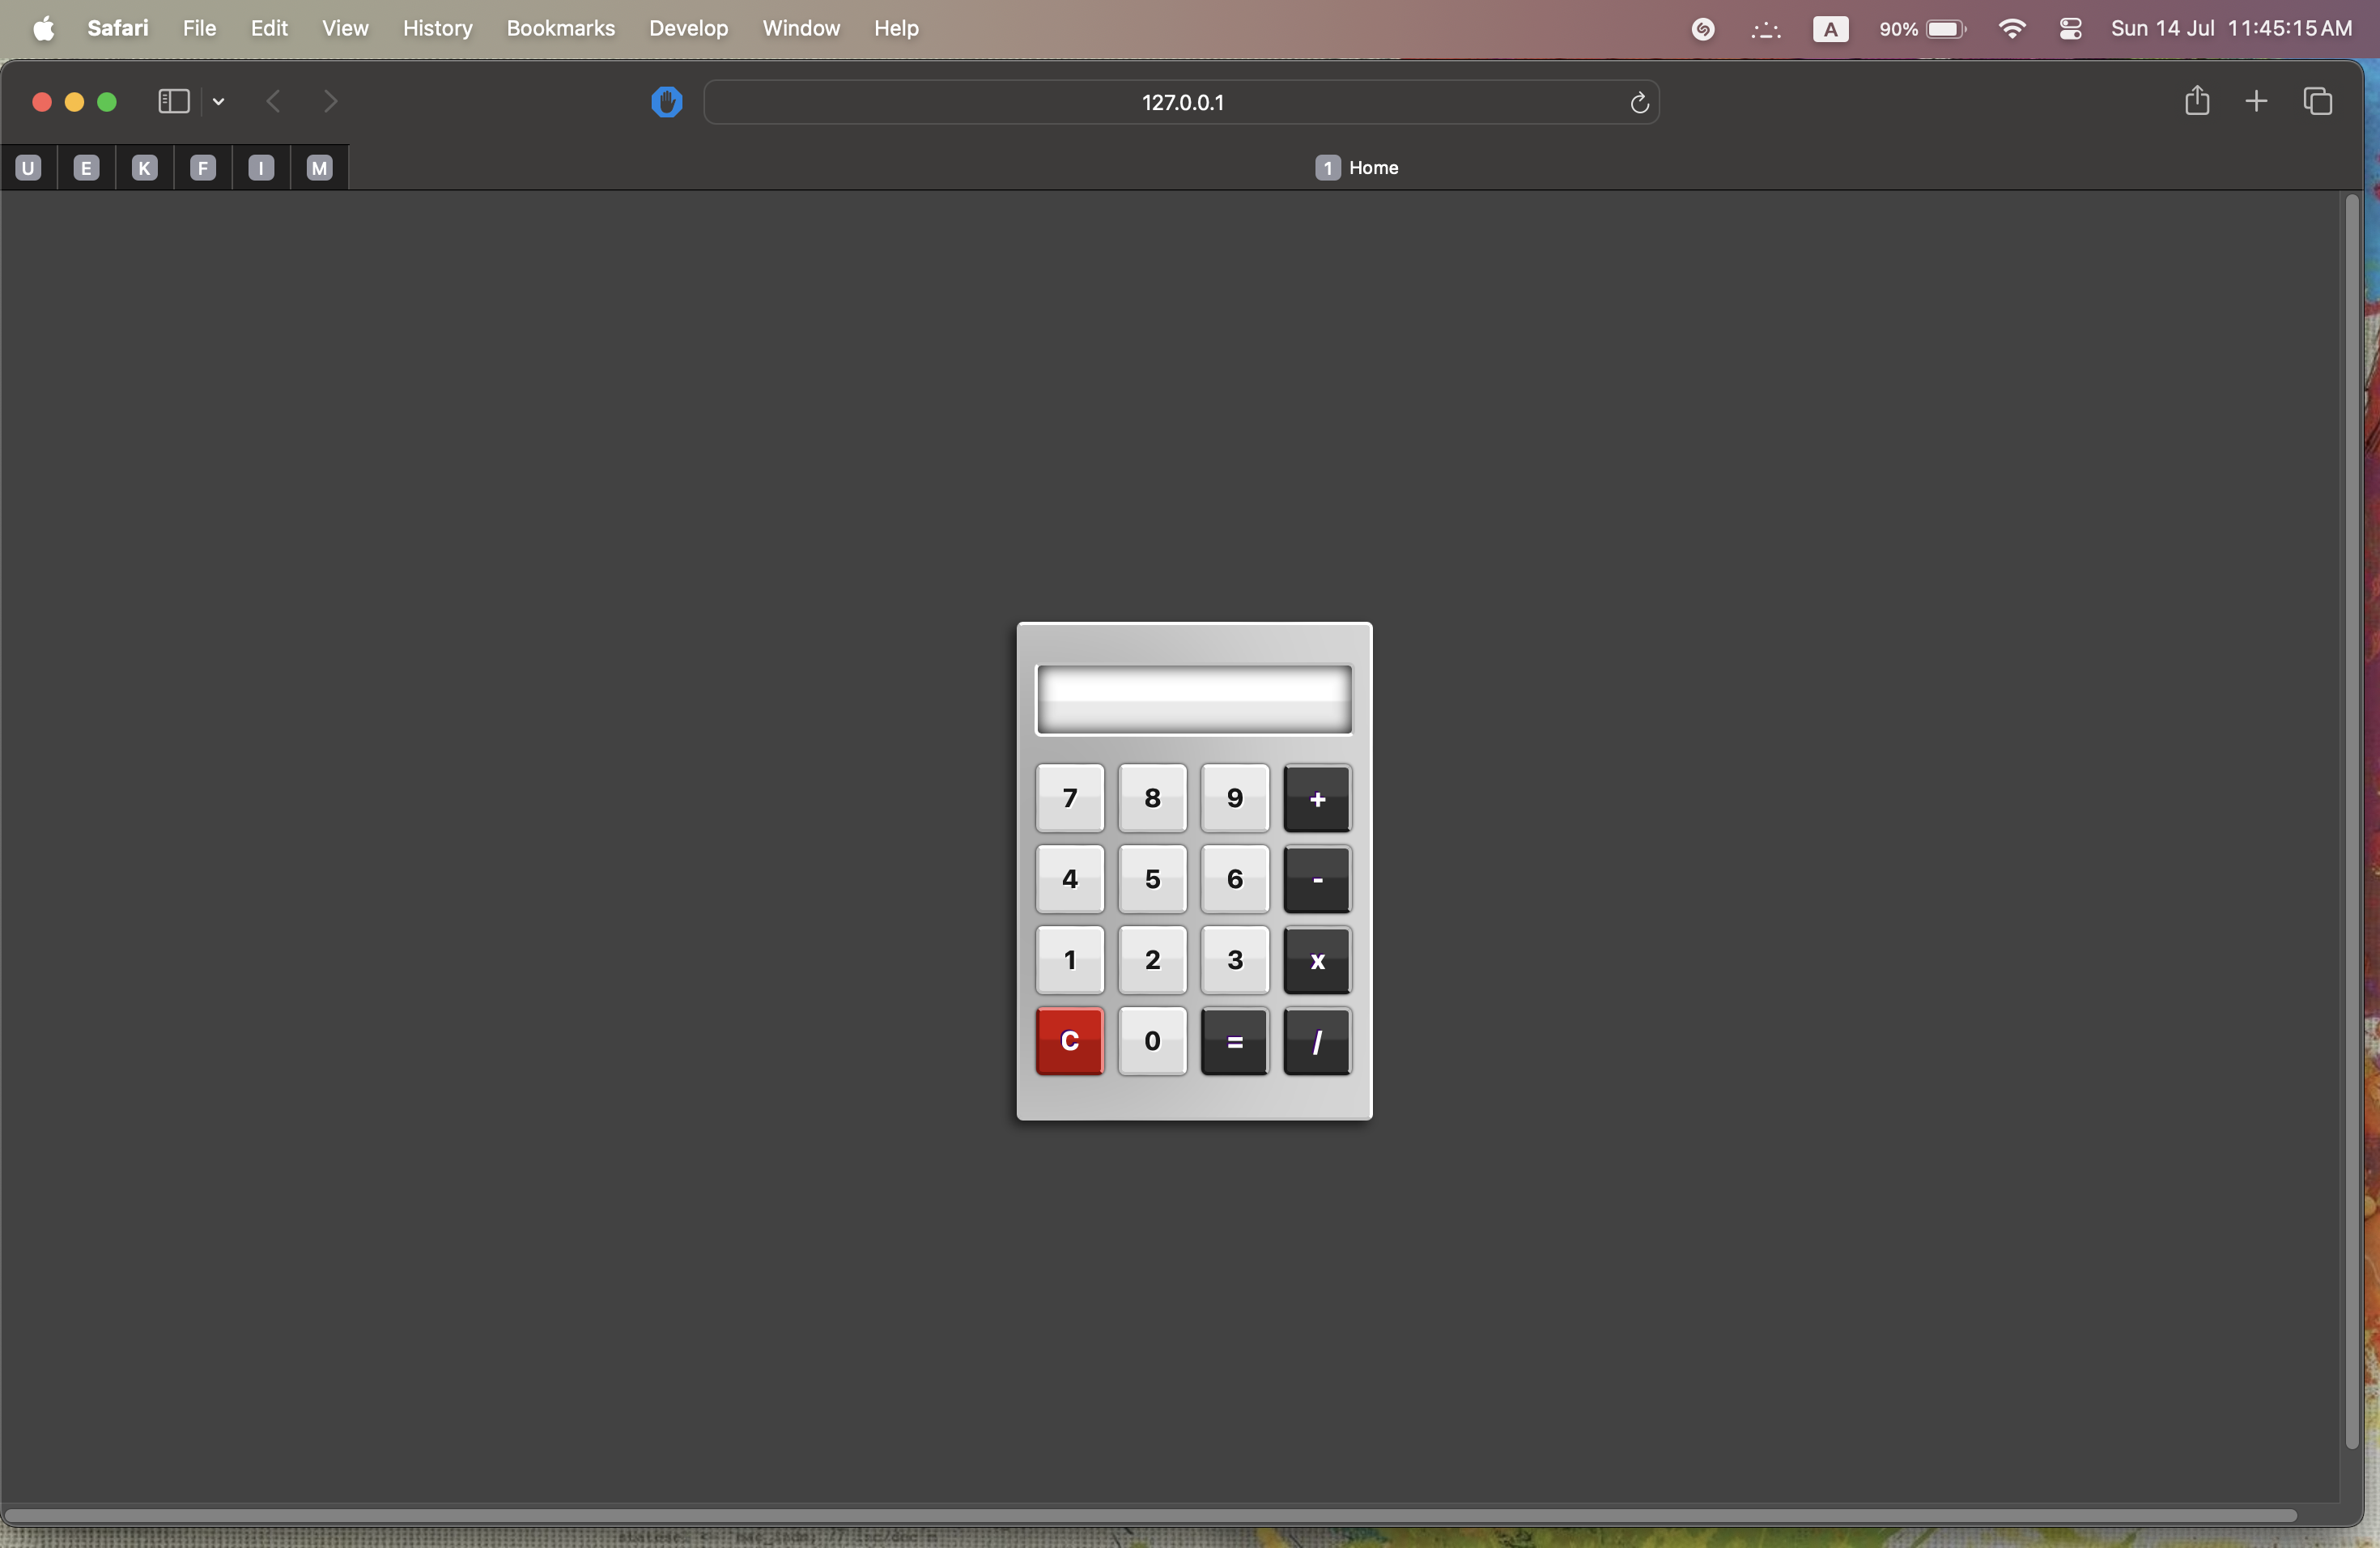 Safari File Edit View History Bookmarks Develop Window Help A 90% Sun 14 Jul 11:45:15 AM
127.0.0.1
U E K F I M 1 Home
7 8 9 +
4 5 6 -
1 2 3 x
C 0 = /